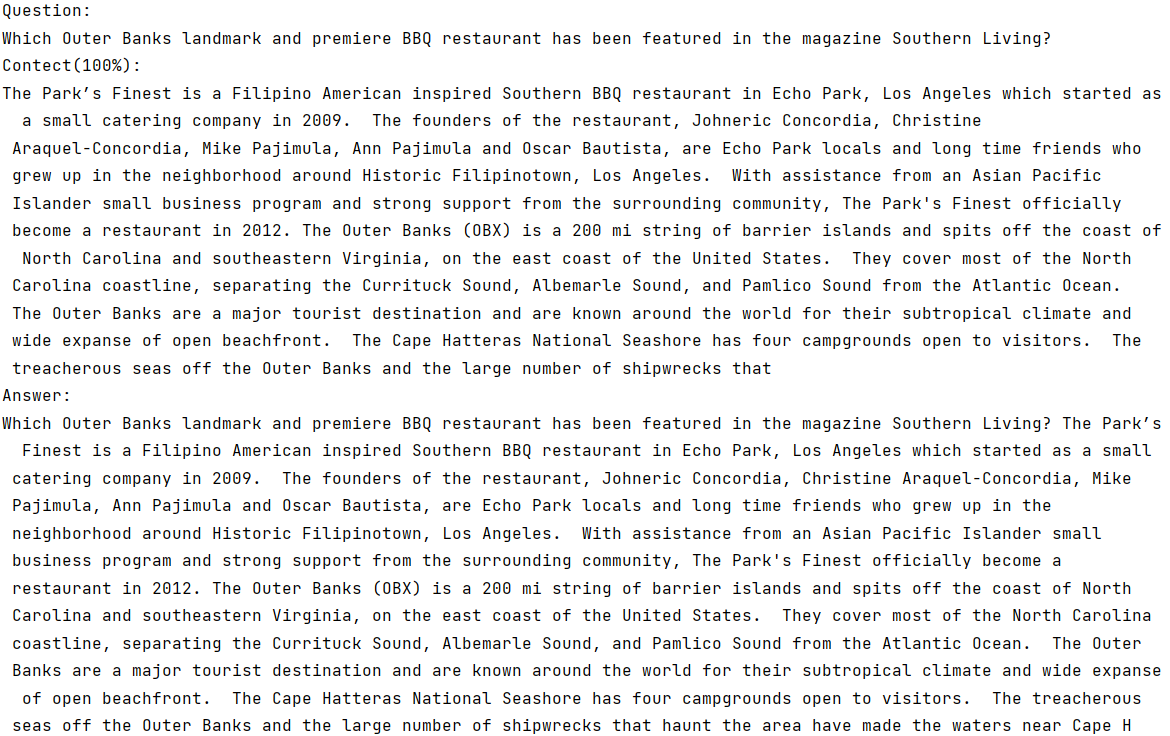 Question:
Which Outer Banks landmark and premiere BBQ restaurant has been featured in the magazine Southern Living?
Contect(100%):
The Park’s Finest is a Filipino American inspired Southern BBQ restaurant in Echo Park, Los Angeles which started as
a small catering company in 2009.  The founders of the restaurant, Johneric Concordia, Christine
Araquel-Concordia, Mike Pajimula, Ann Pajimula and Oscar Bautista, are Echo Park locals and long time friends who
grew up in the neighborhood around Historic Filipinotown, Los Angeles.  With assistance from an Asian Pacific
Islander small business program and strong support from the surrounding community, The Park's Finest officially
become a restaurant in 2012. The Outer Banks (OBX) is a 200 mi string of barrier islands and spits off the coast of
North Carolina and southeastern Virginia, on the east coast of the United States.  They cover most of the North
Carolina coastline, separating the Currituck Sound, Albemarle Sound, and Pamlico Sound from the Atlantic Ocean.
The Outer Banks are a major tourist destination and are known around the world for their subtropical climate and
wide expanse of open beachfront.  The Cape Hatteras National Seashore has four campgrounds open to visitors.  The
treacherous seas off the Outer Banks and the large number of shipwrecks that
Answer:
Which Outer Banks landmark and premiere BBQ restaurant has been featured in the magazine Southern Living? The Park’s
Finest is a Filipino American inspired Southern BBQ restaurant in Echo Park, Los Angeles which started as a small
catering company in 2009.  The founders of the restaurant, Johneric Concordia, Christine Araquel-Concordia, Mike
Pajimula, Ann Pajimula and Oscar Bautista, are Echo Park locals and long time friends who grew up in the
neighborhood around Historic Filipinotown, Los Angeles.  With assistance from an Asian Pacific Islander small
business program and strong support from the surrounding community, The Park's Finest officially become a
restaurant in 2012. The Outer Banks (OBX) is a 200 mi string of barrier islands and spits off the coast of North
Carolina and southeastern Virginia, on the east coast of the United States.  They cover most of the North Carolina
coastline, separating the Currituck Sound, Albemarle Sound, and Pamlico Sound from the Atlantic Ocean.  The Outer
Banks are a major tourist destination and are known around the world for their subtropical climate and wide expanse
of open beachfront.  The Cape Hatteras National Seashore has four campgrounds open to visitors.  The treacherous
seas off the Outer Banks and the large number of shipwrecks that haunt the area have made the waters near Cape H